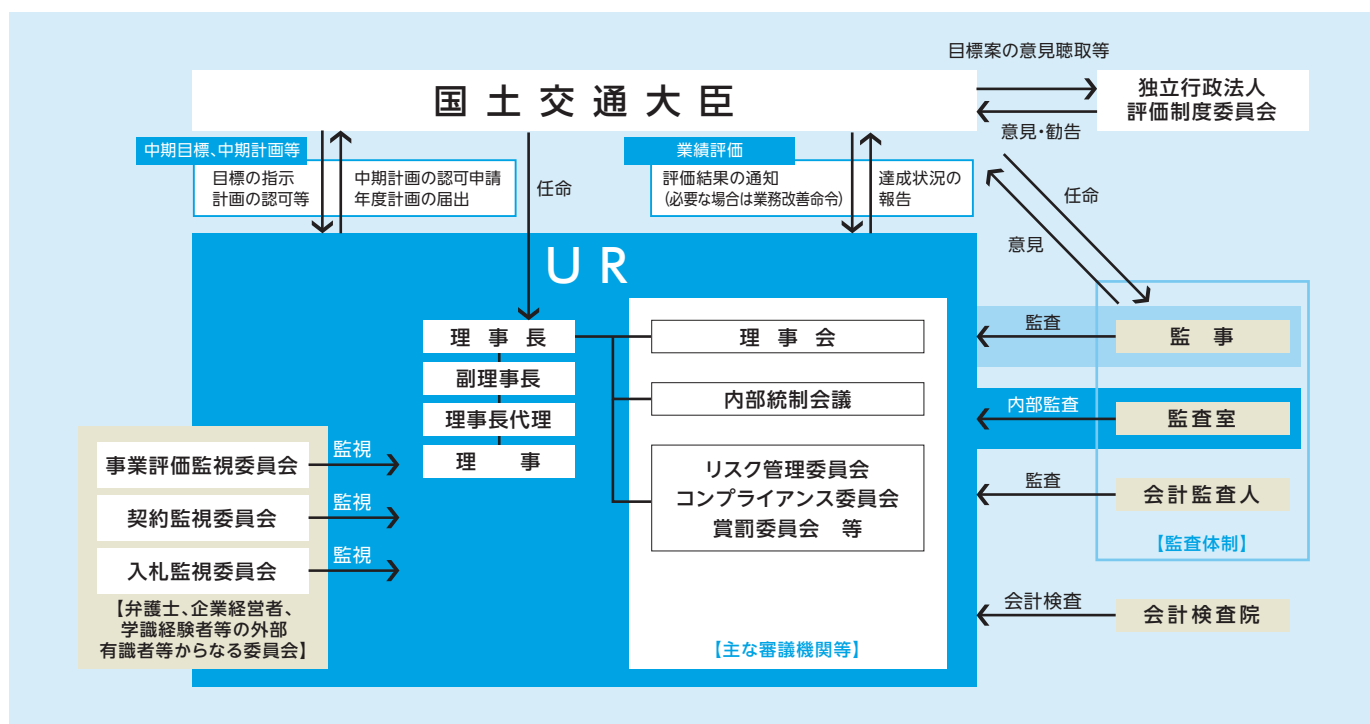 目標案の意見聴取等
国土交通大臣
独立行政法人
評価制度委員会
意見・勧告
中期目標、中期計画等
目標の指示
計画の認可等
中期計画の認可申請
年度計画の届出
任命
業績評価
評価結果の通知
(必要な場合は業務改善命令)
達成状況の
報告
任命
意見
UR
理事長
副理事長
理事長代理
理事
理事会
内部統制会議
リスク管理委員会
コンプライアンス委員会
賞罰委員会 等
【主な審議機関等】
監査
監事
内部監査
監査室
監査
会計監査人
【監査体制】
会計検査
会計検査院
事業評価監視委員会
監視
契約監視委員会
監視
入札監視委員会
監視
【弁護士、企業経営者、
学識経験者等の外部
有識者等からなる委員会】